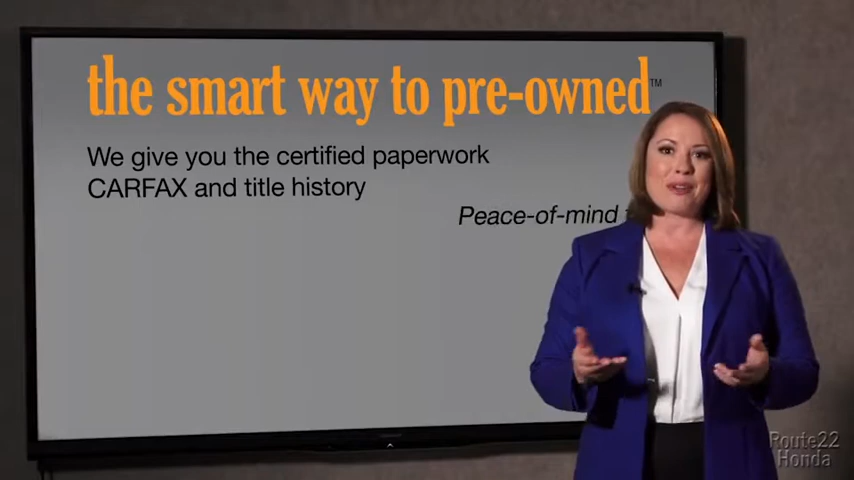 the smart way to pre-owned™
We give you the certified paperwork
CARFAX and title history
Peace-of-mind
Route22
Honda